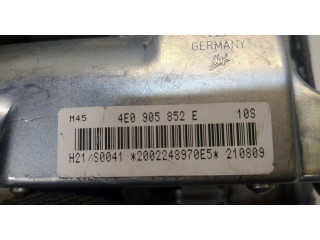 GERMANY
M45 4E0 905 852 E 10S
H21/S0041 *2002248970E5* 210809